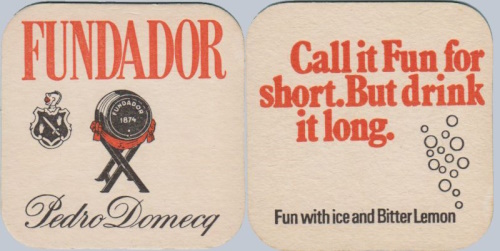 FUNDADOR
FUNDADOR
1874
Pedro Domecq
Call it Fun for
short. But drink
it long.
Fun with ice and Bitter Lemon